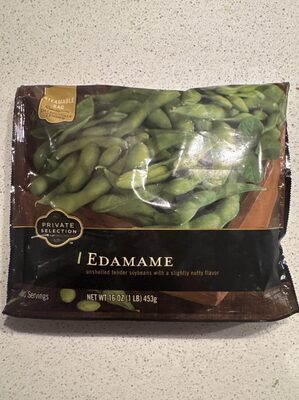 STEAMABLE
BAG
PRIVATE
SELECTION
EDAMAME
unshelled tender soybeans with a slightly nutty flavor
Servings
NET WT 16 OZ (1 LB) 453g